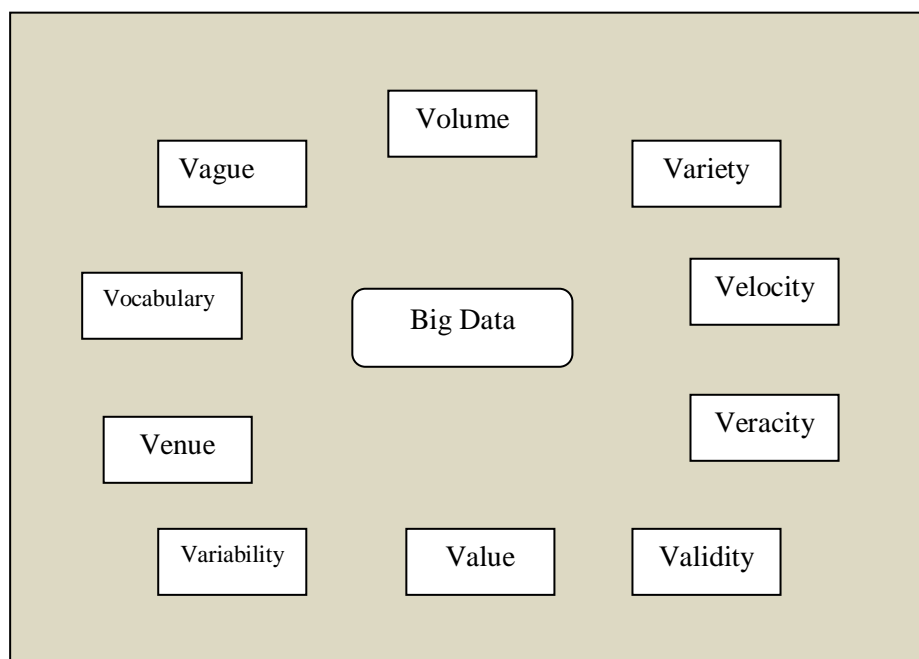 Volume
Vague
Variety
Vocabulary
Big Data
Velocity
Venue
Veracity
Variability
Value
Validity